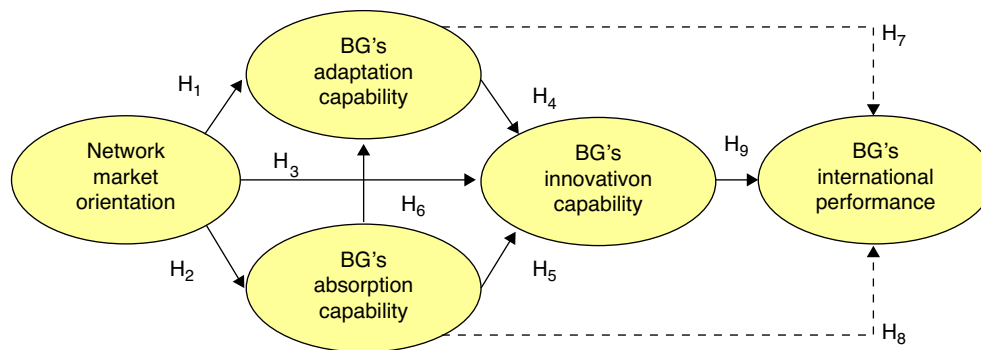 BG's
adaptation
capability
H7
H1
H4
Network
market
orientation
H3
BG's
innovativon
capability
H9
BG's
international
performance
H6
H2
BG's
absorption
capability
H5
H8